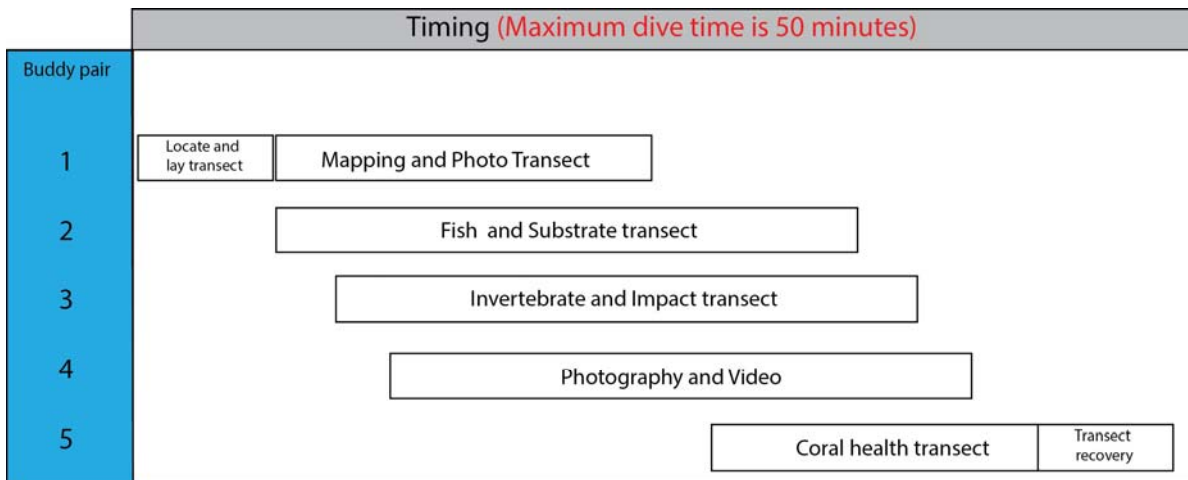 Timing (Maximum dive time is 50 minutes)
Buddy pair
1
Locate and
lay transect
Mapping and Photo Transect
2
Fish and Substrate transect
3
Invertebrate and Impact transect
4
Photography and Video
5
Coral health transect
Transect
recovery